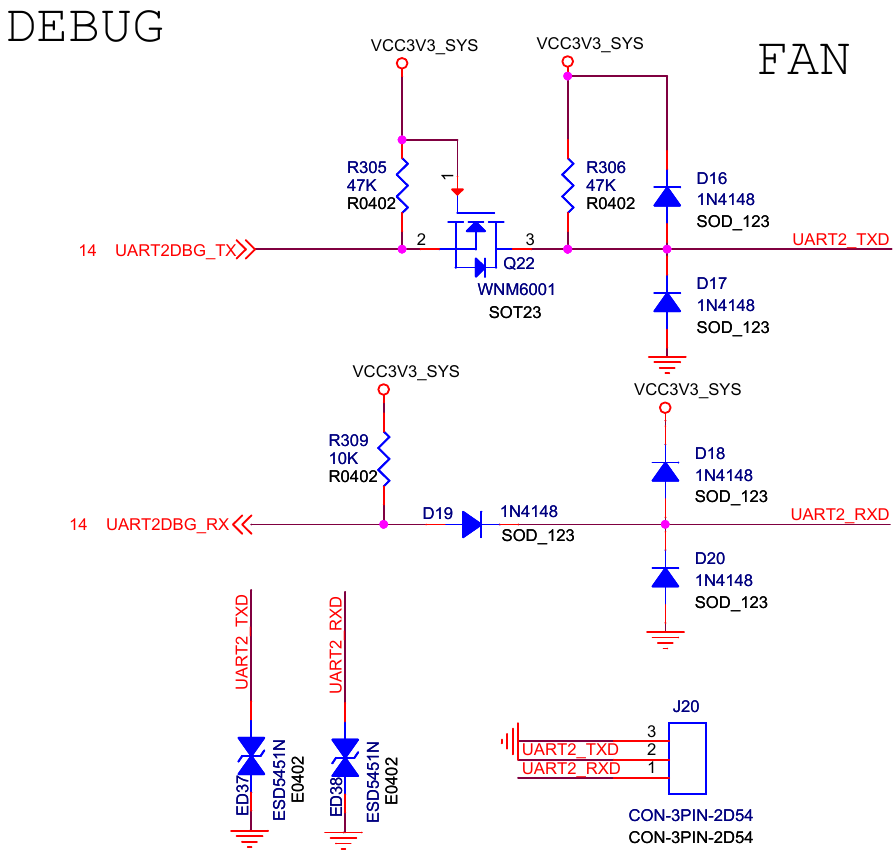 DEBUG
FAN
VCC3V3_SYS
VCC3V3_SYS
R305
47K
R0402
1
R306
47K
R0402
D16
1N4148
SOD_123
14 UART2DBG_TX
2
3
UART2_TXD
Q22
WNM6001
SOT23
D17
1N4148
SOD_123
VCC3V3_SYS
VCC3V3_SYS
R309
10K
R0402
D18
1N4148
SOD_123
14 UART2DBG_RX
D19
1N4148
SOD_123
UART2_RXD
D20
1N4148
SOD_123
UART2_TXD
UART2_RXD
ED37
ESD5451N
E0402
ED38
ESD5451N
E0402
J20
3
UART2_TXD 2
UART2_RXD 1
CON-3PIN-2D54
CON-3PIN-2D54